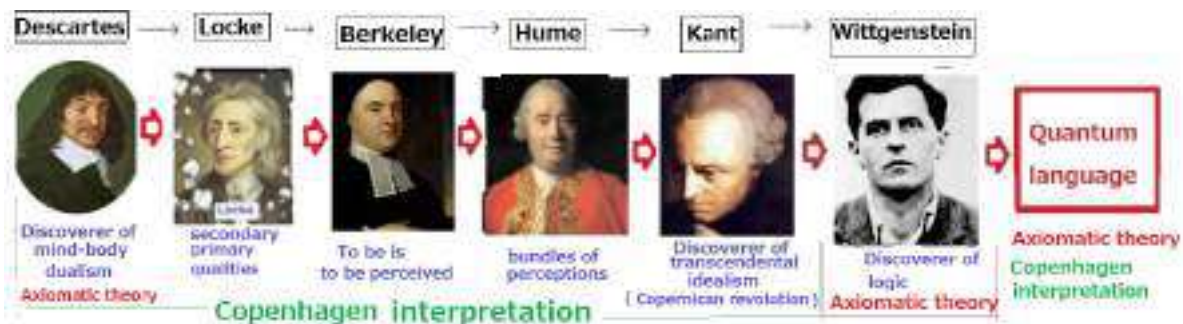 Descartes → Locke → Berkeley → Hume → Kant → Wittgenstein
Locke
Quantum
language
Discoverer of
mind-body
dualism
Axiomatic theory
secondary
primary
qualities
To be is
to be perceived
bundles of
perceptions
Discoverer of
transcendental
idealism
( Copernican revolution )
Discoverer of
logic
Axiomatic theory
Axiomatic theory
Copenhagen
interpretation
Copenhagen interpretation